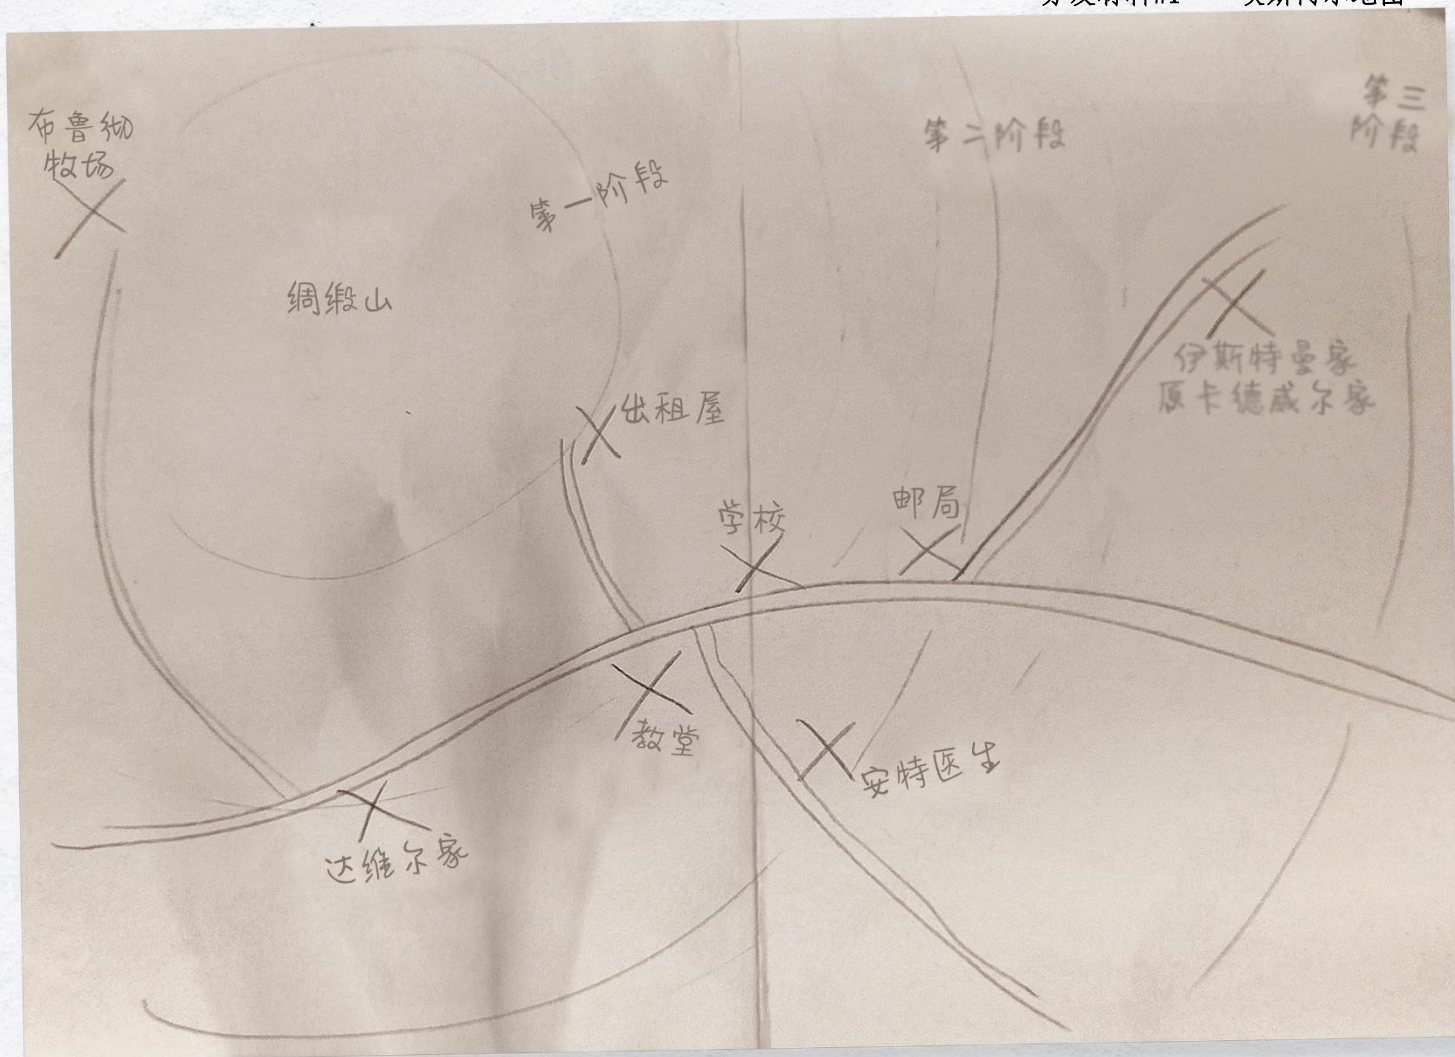 布鲁彻
牧场
第一阶段
第二阶段
第三
阶段
绸缎山
伊斯特曼家
原卡德威尔家
出租屋
学校
邮局
教堂
安特医生
达维尔家